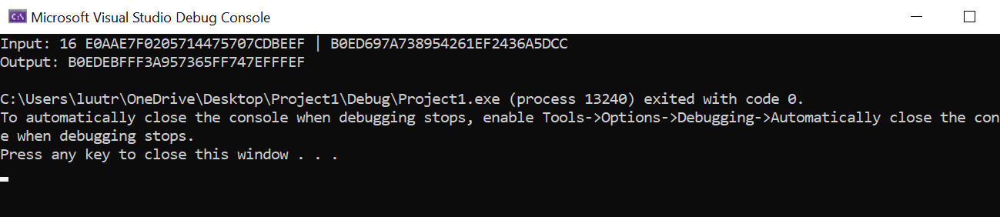 Microsoft Visual Studio Debug Console
Input: 16 E0AAE7F0205714475707CDBEEF | B0ED697A738954261EF2436A5DCC
Output: B0EDEBFFF3A957365FF747EFFFEF
C:\Users\luutr\OneDrive\Desktop\Project1\Debug\Project1.exe (process 13240) exited with code 0.
To automatically close the console when debugging stops, enable Tools->Options->Debugging->Automatically close the con
e when debugging stops.
Press any key to close this window . . .